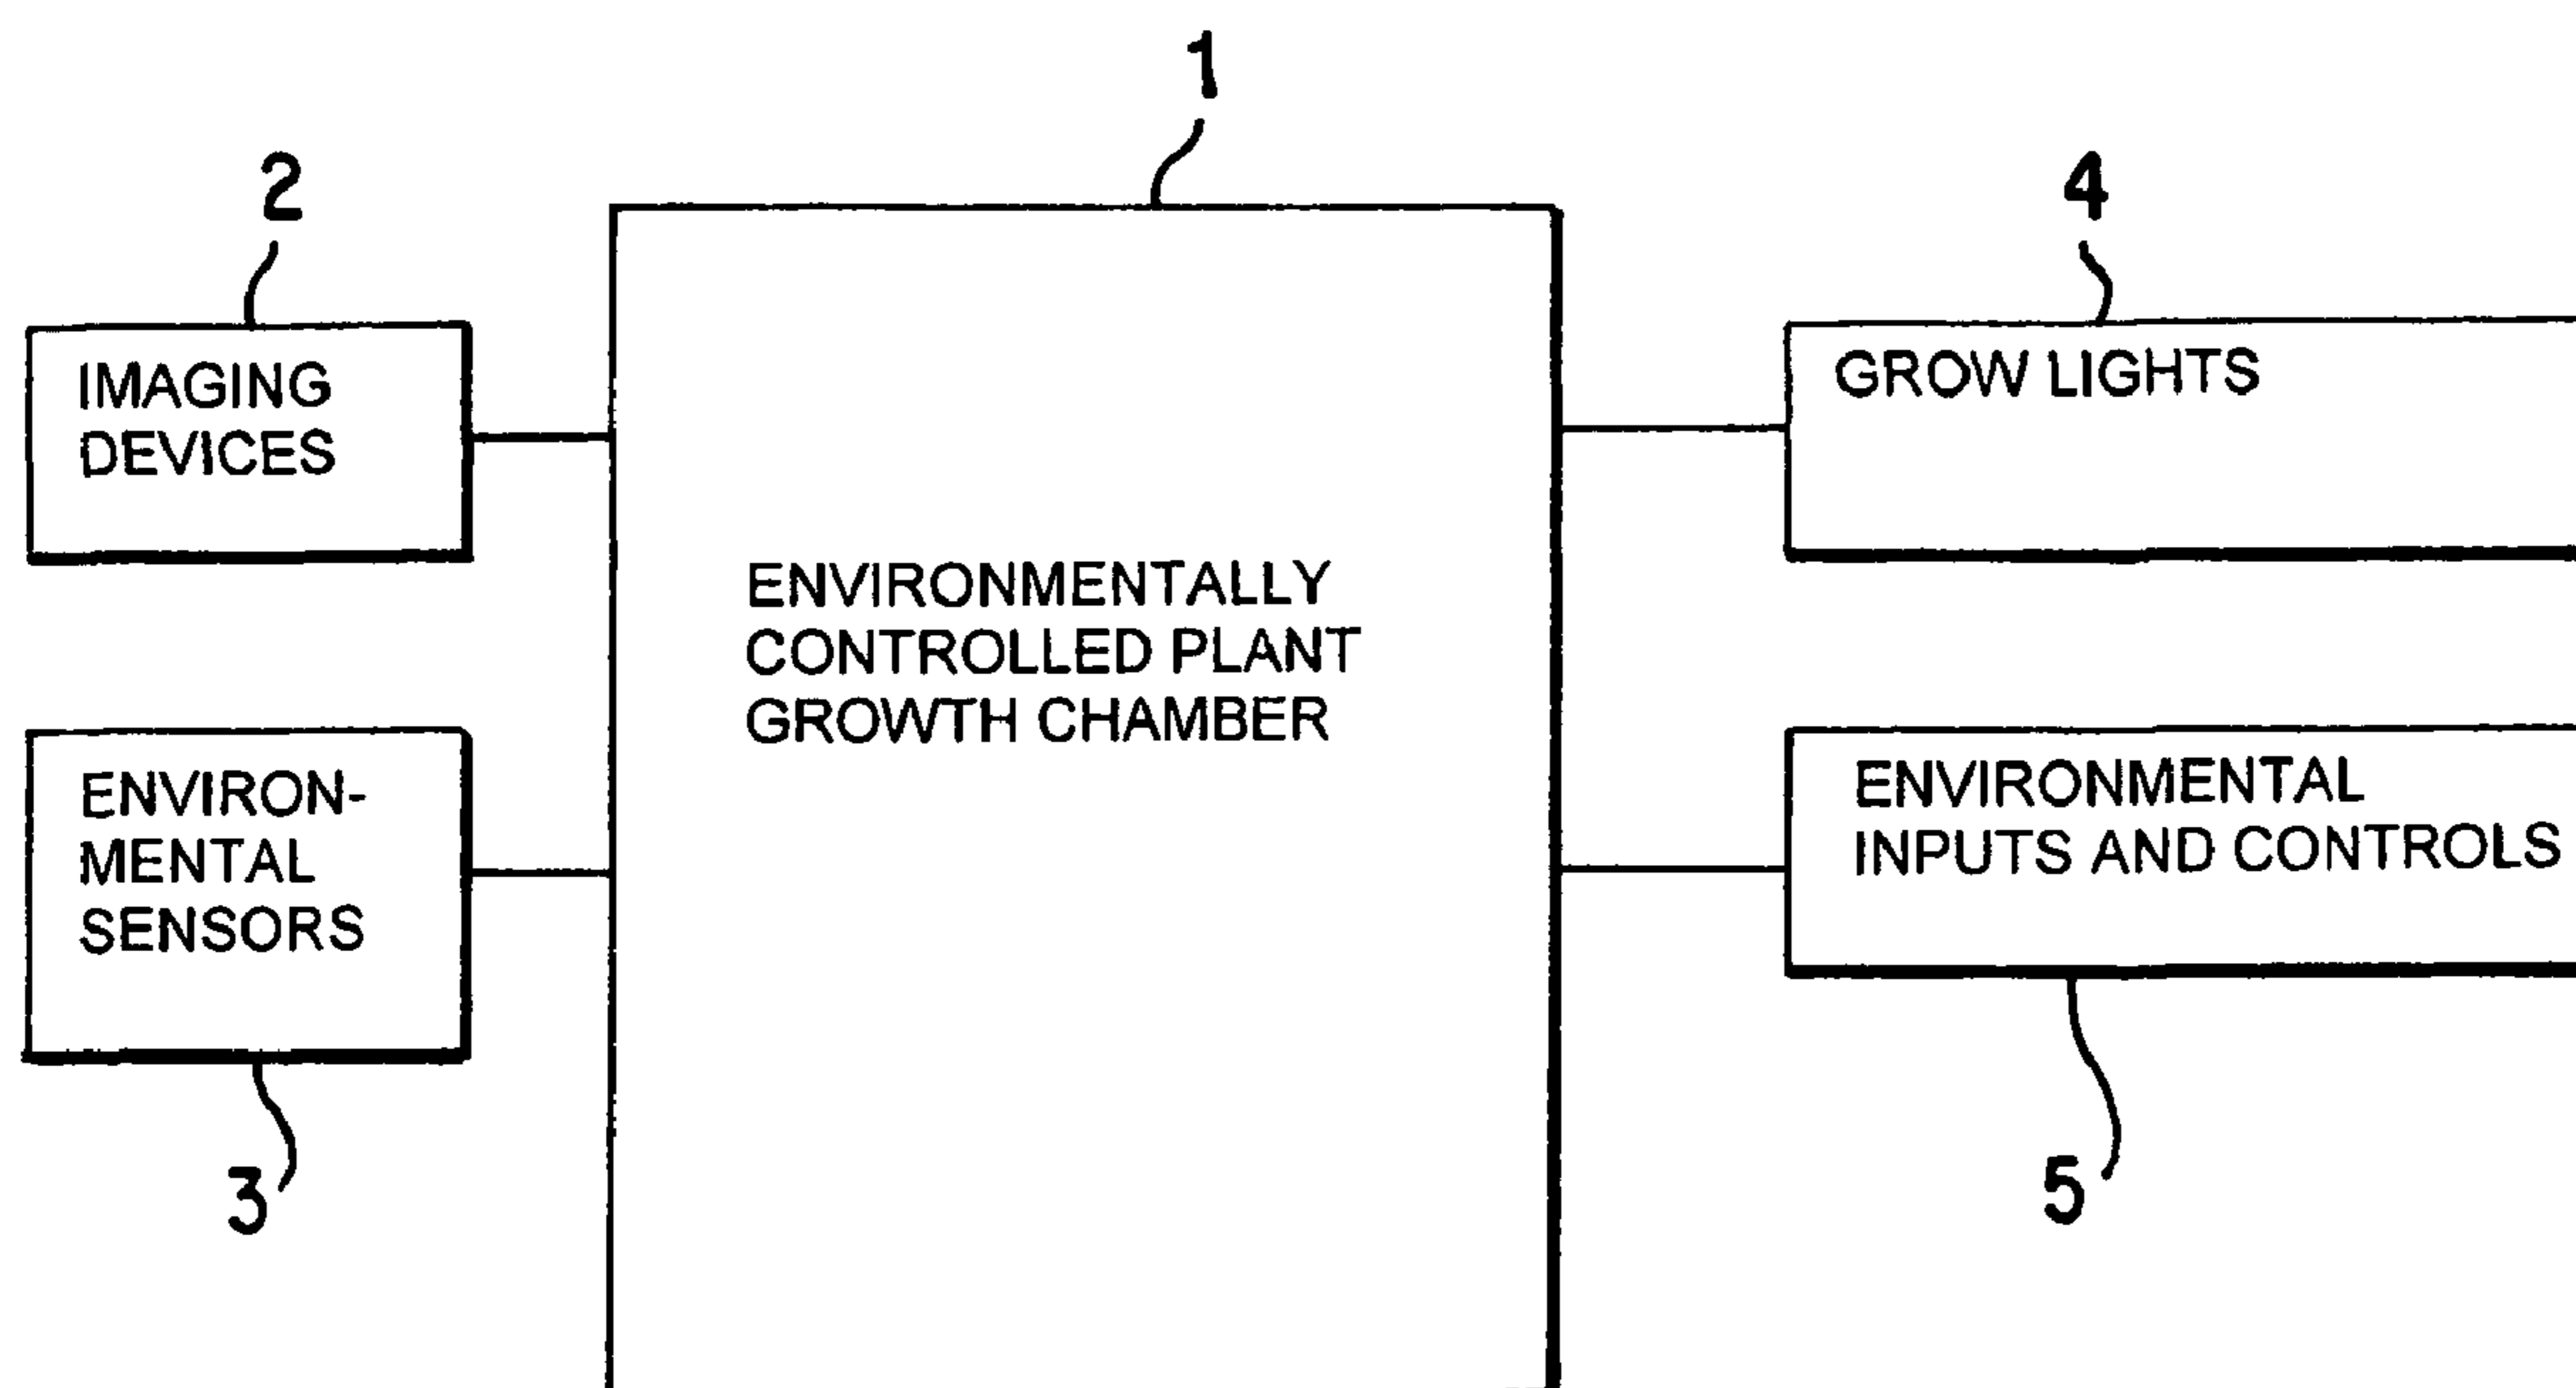 1
2
4
IMAGING
DEVICES
GROW LIGHTS
ENVIRONMENTALLY
CONTROLLED PLANT
GROWTH CHAMBER
ENVIRON-
MENTAL
SENSORS
ENVIRONMENTAL
INPUTS AND CONTROLS
3
5